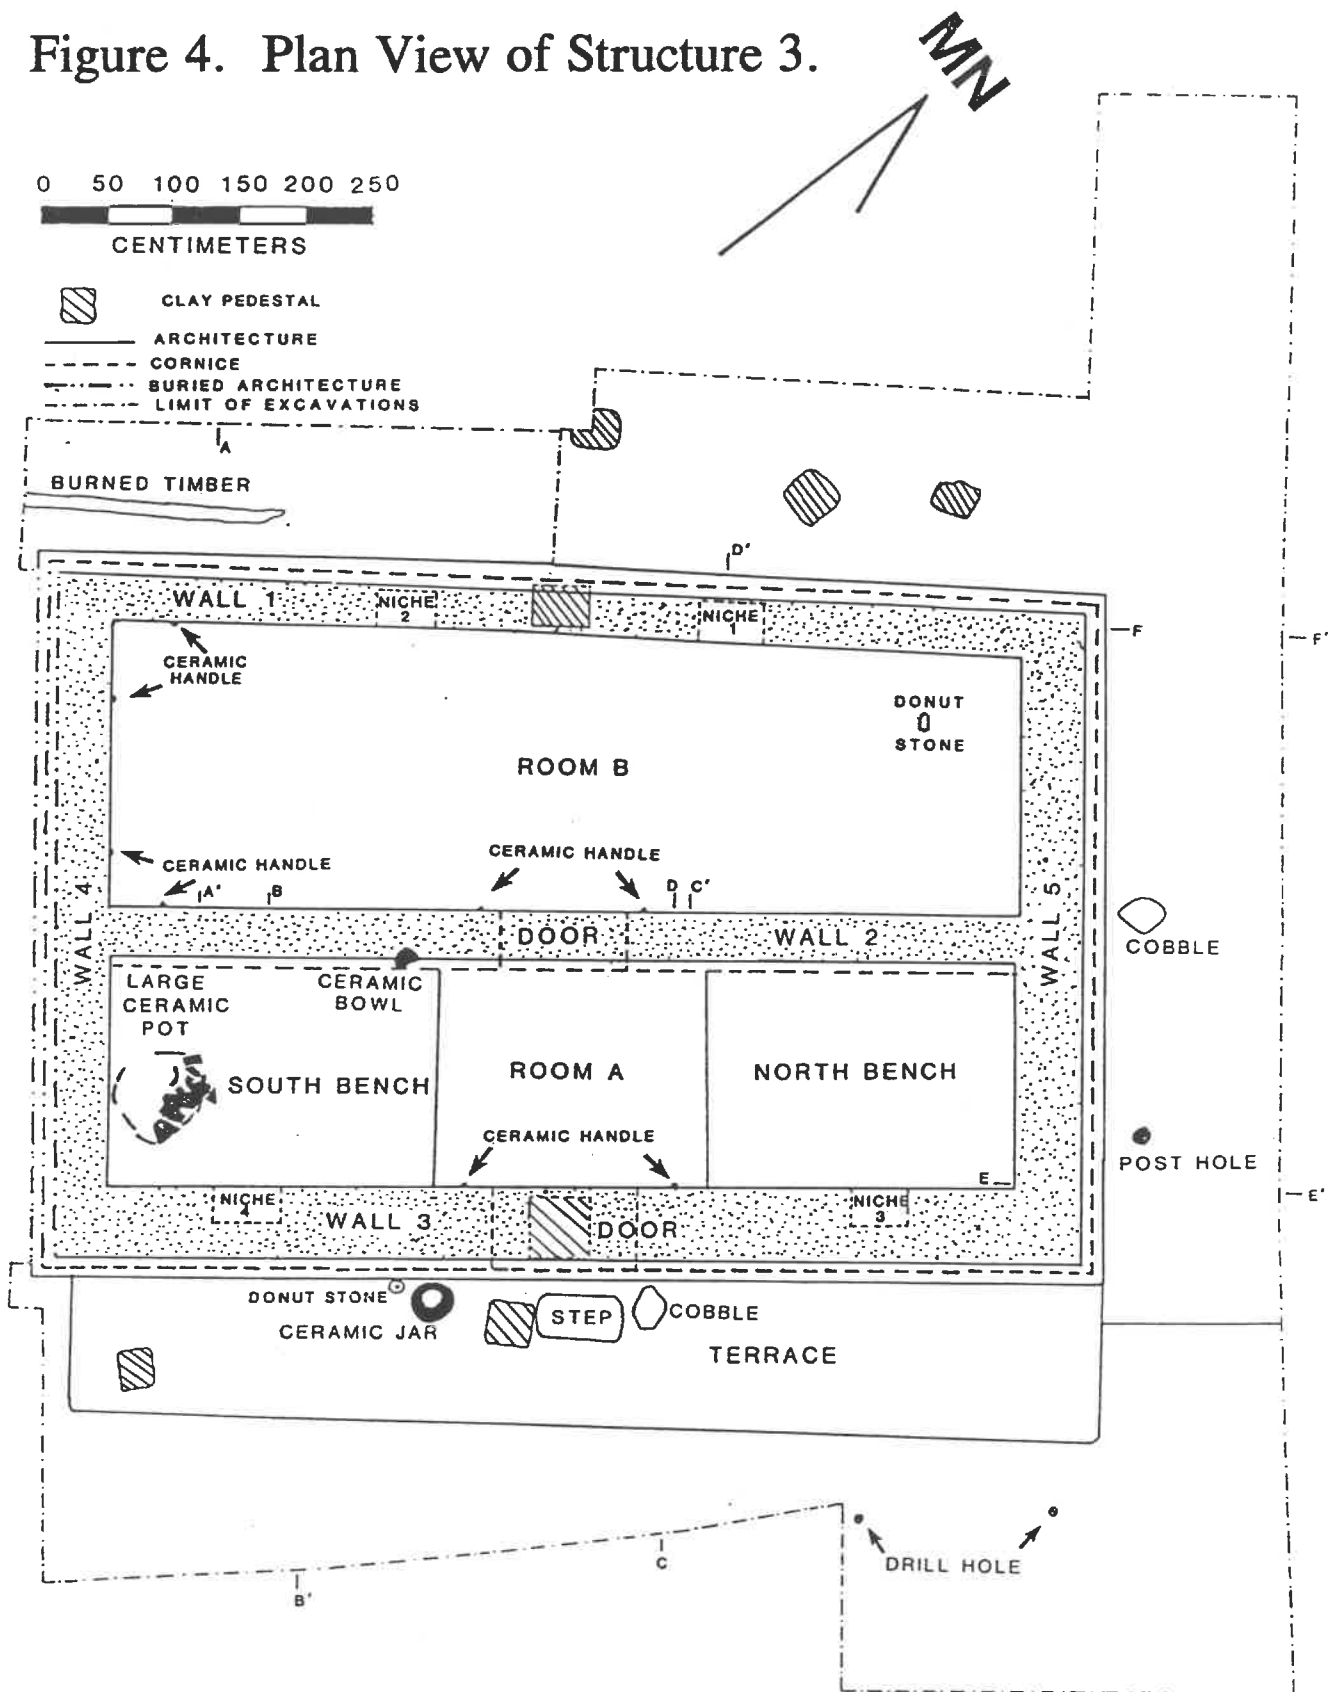 Figure 4. Plan View of Structure 3.
MN
0 50 100 150 200 250
CENTIMETERS
CLAY PEDESTAL
ARCHITECTURE
CORNICE
BURIED ARCHITECTURE
LIMIT OF EXCAVATIONS
A
BURNED TIMBER
D'
WALL 1
NICHE
2
NICHE
1
F
F'
CERAMIC
HANDLE
DONUT
STONE
ROOM B
CERAMIC HANDLE
CERAMIC HANDLE
A'
B
D
C'
WALL 4
DOOR
WALL 2
WALL 5
COBBLE
LARGE
CERAMIC
POT
CERAMIC
BOWL
SOUTH BENCH
ROOM A
NORTH BENCH
CERAMIC HANDLE
POST HOLE
E
E'
NICHE
4
WALL 3
DOOR
NICHE
3
DONUT STONE
CERAMIC JAR
STEP
COBBLE
TERRACE
DRILL HOLE
C
B'